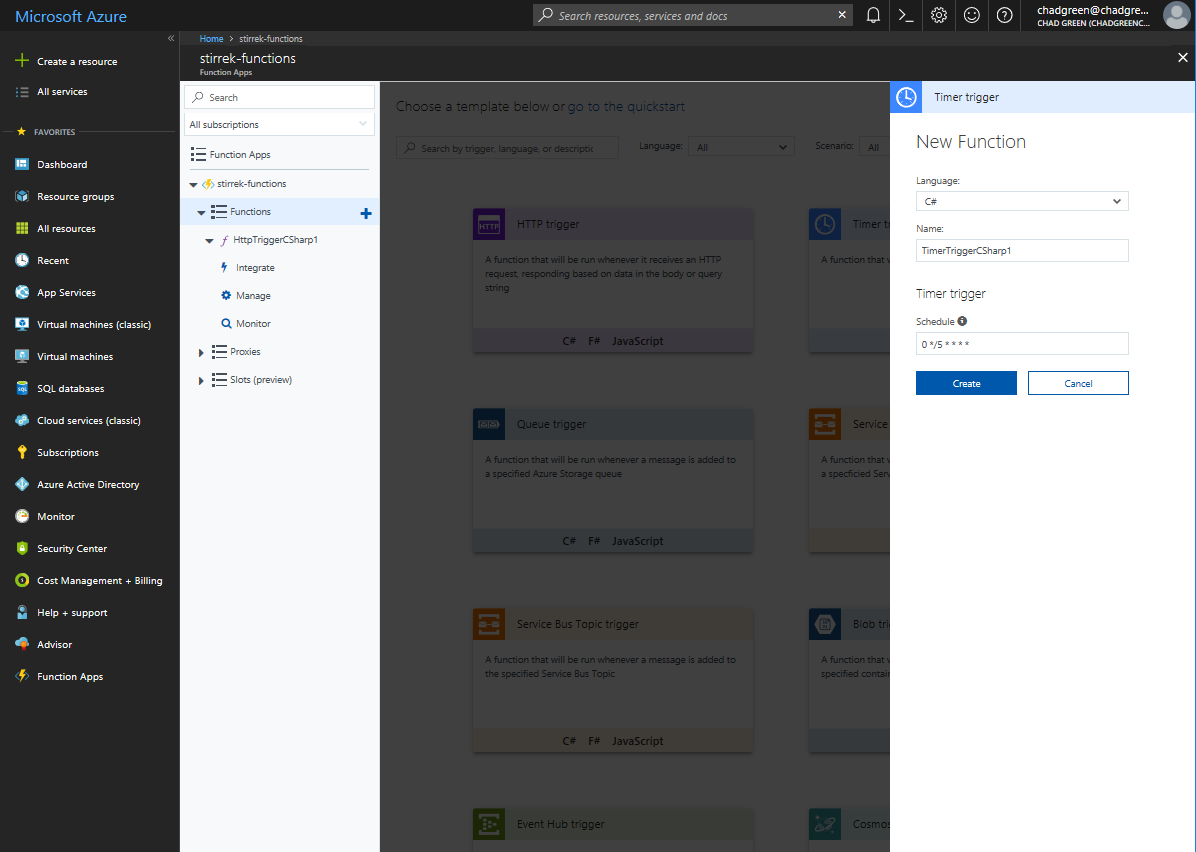 Microsoft Azure
Search resources, services and docs
chadgreen@chadgre...
CHAD GREEN (CHADGREENC...
Create a resource
All services
FAVORITES
Dashboard
Resource groups
All resources
Recent
App Services
Virtual machines (classic)
Virtual machines
SQL databases
Cloud services (classic)
Subscriptions
Azure Active Directory
Monitor
Security Center
Cost Management + Billing
Help + support
Advisor
Function Apps
Home > stirrek-functions
stirrek-functions
Function Apps
Search
All subscriptions
Function Apps
stirrek-functions
Functions
HttpTriggerCSharp1
Integrate
Manage
Monitor
Proxies
Slots (preview)
Choose a template below or go to the quickstart
Search by trigger, language, or descriptic
Language: All
Scenario: All
HTTP
HTTP trigger
A function that will be run whenever it receives an HTTP
request, responding based on data in the body or query
string
C# F# JavaScript
Timer t
A function that w
Queue trigger
A function that will be run whenever a message is added to
a specified Azure Storage queue
C# F# JavaScript
Service
A function that w
a specficied Serv
Service Bus Topic trigger
A function that will be run whenever a message is added to
the specified Service Bus Topic
C# F# JavaScript
Blob tri
A function that w
specified contain
Event Hub trigger
Cosmos
Timer trigger
New Function
Language:
C#
Name:
TimerTriggerCSharp1
Timer trigger
Schedule
0 */5 * * * *
Create
Cancel